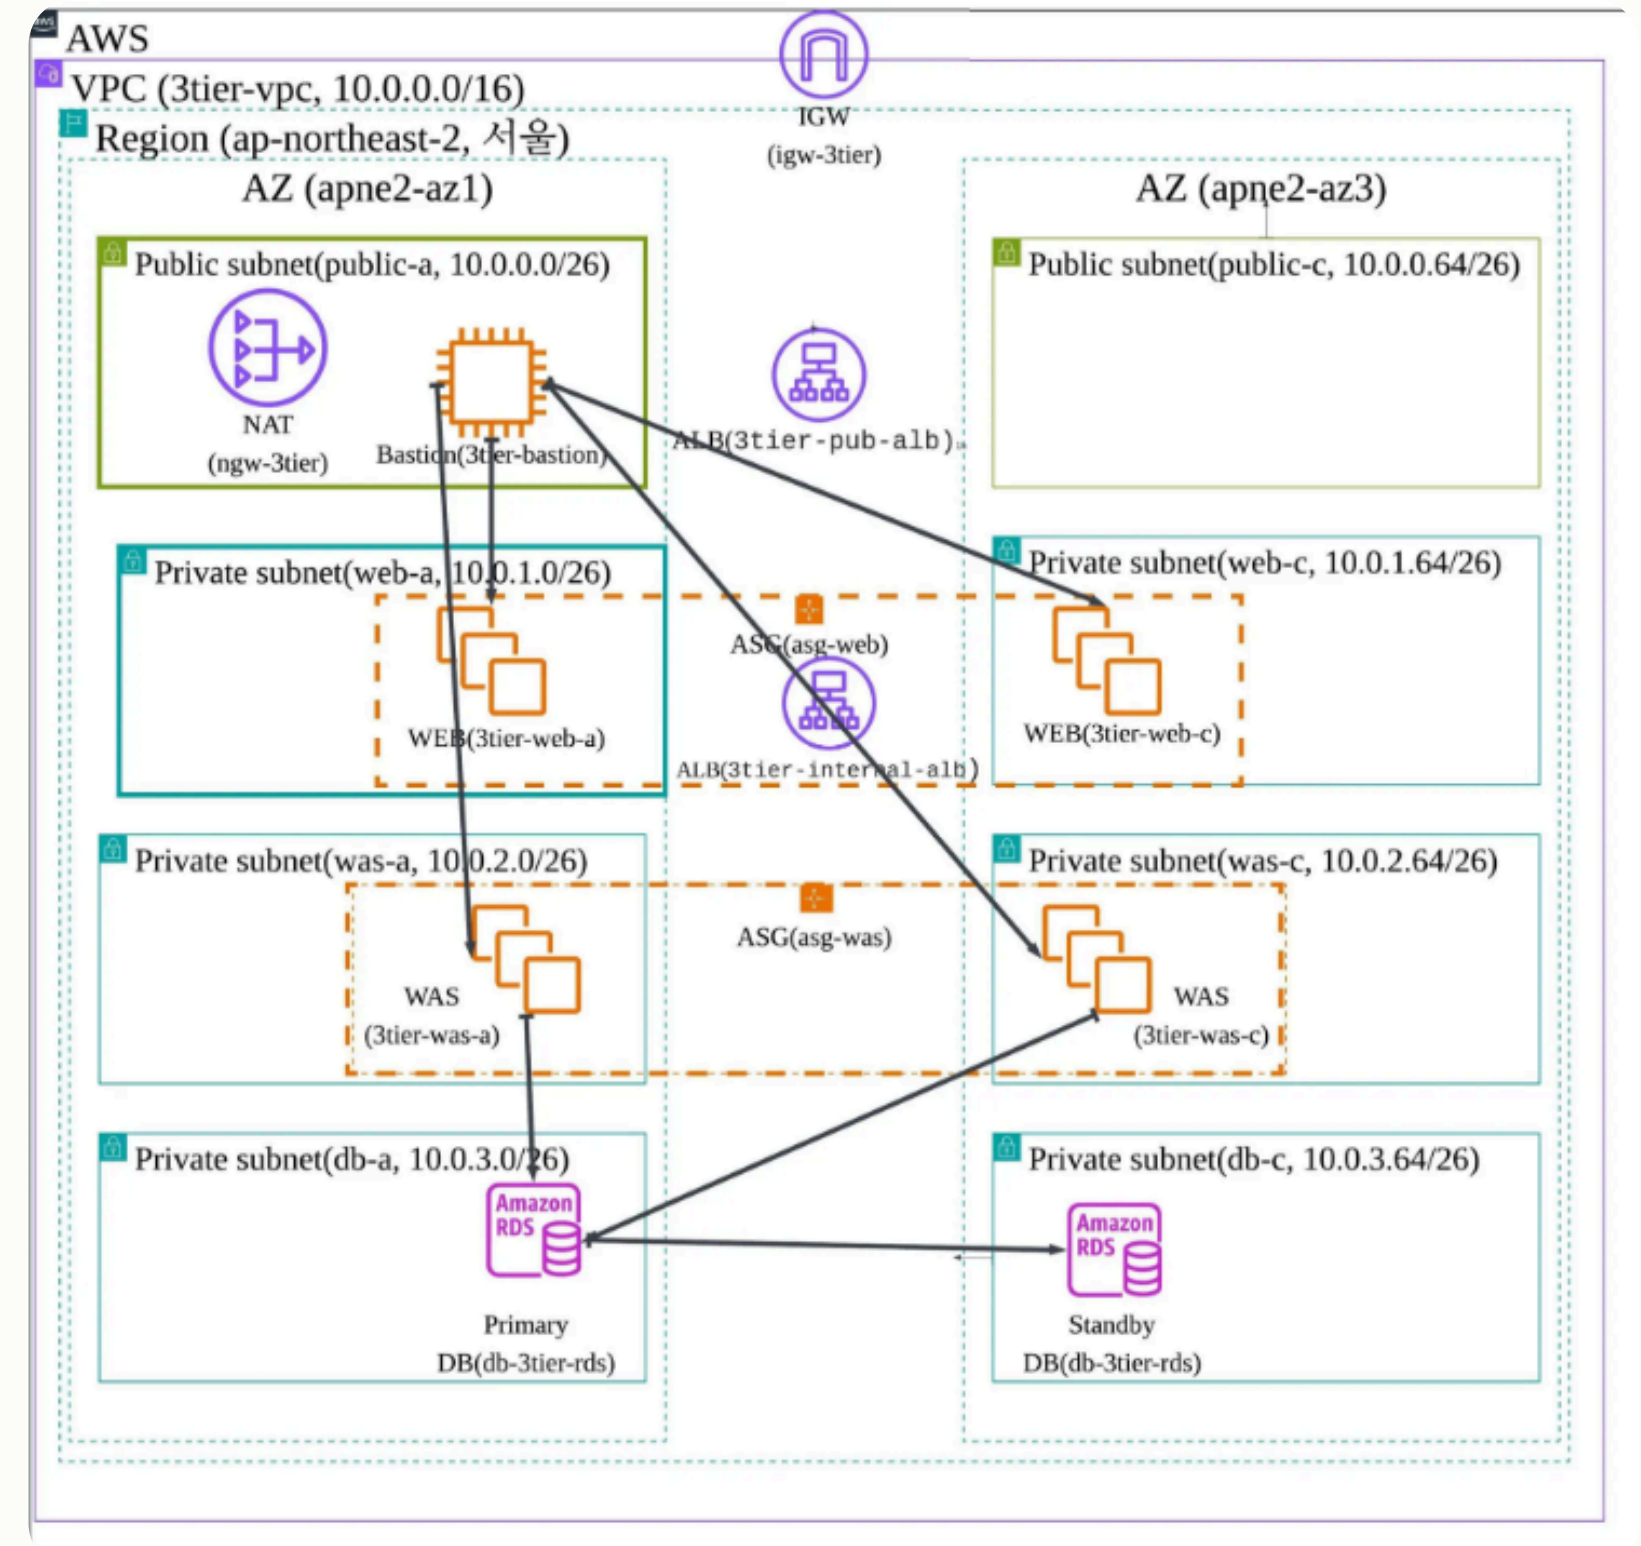 aws
AWS
VPC (3tier-vpc, 10.0.0.0/16)
IGW
(igw-3tier)
Region (ap-northeast-2, 서울)
AZ (apne2-az1)
AZ (apne2-az3)
Public subnet(public-a, 10.0.0.0/26)
Public subnet(public-c, 10.0.0.64/26)
NAT
(ngw-3tier)
Bastion(3tier-bastion)
ALB(3tier-pub-alb)
Private subnet(web-a, 10.0.1.0/26)
Private subnet(web-c, 10.0.1.64/26)
ASG(asg-web)
WEB(3tier-web-a)
WEB(3tier-web-c)
ALB(3tier-internal-alb)
Private subnet(was-a, 10.0.2.0/26)
Private subnet(was-c, 10.0.2.64/26)
ASG(asg-was)
WAS
(3tier-was-a)
WAS
(3tier-was-c)
Private subnet(db-a, 10.0.3.0/26)
Private subnet(db-c, 10.0.3.64/26)
Amazon
RDS
Primary
DB(db-3tier-rds)
Amazon
RDS
Standby
DB(db-3tier-rds)